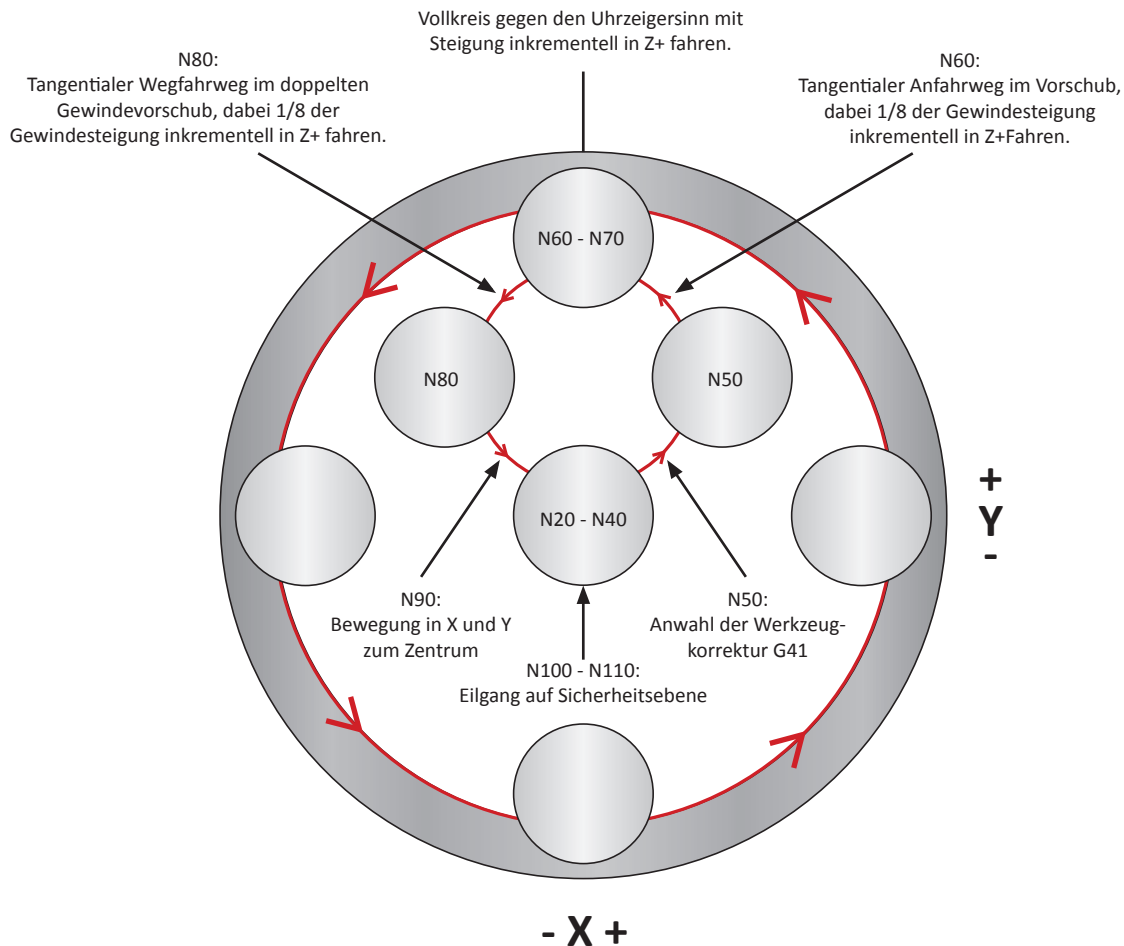 Vollkreis gegen den Uhrzeigersinn mit
Steigung inkrementell in Z+ fahren.
N80:
Tangentialer Wegfahrweg im doppelten
Gewindevorschub, dabei 1/8 der
Gewindesteigung inkrementell in Z+ fahren.
N60:
Tangentialer Anfahrweg im Vorschub,
dabei 1/8 der Gewindesteigung
inkrementell in Z+Fahren.
N60 - N70
N80
N50
N20 - N40
+
Y
-
N90:
Bewegung in X und Y
zum Zentrum
N50:
Anwahl der Werkzeug-
korrektur G41
N100 - N110:
Eilgang auf Sicherheitsebene
- X +